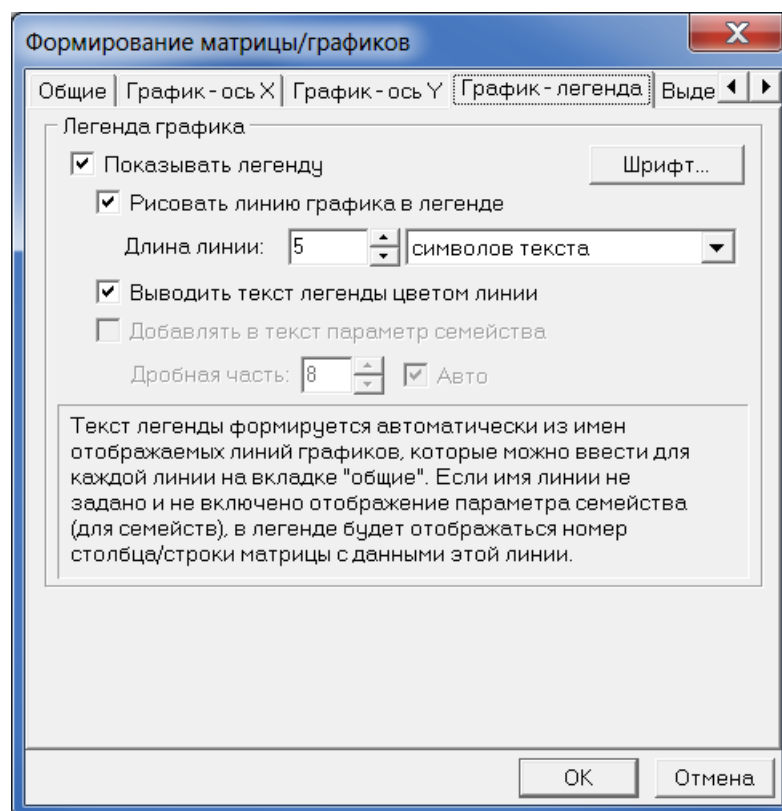 Формирование матрицы/графиков
Общие График - ось X График - ось Y График - легенда Выде
Легенда графика
Показывать легенду Шрифт...
Рисовать линию графика в легенде
Длина линии: 5 символов текста
Выводить текст легенды цветом линии
Добавлять в текст параметр семейства
Дробная часть: 8 Авто
Текст легенды формируется автоматически из имен
отображаемых линий графиков, которые можно ввести для
каждой линии на вкладке "общие". Если имя линии не
задано и не включено отображение параметра семейства
(для семейств), в легенде будет отображаться номер
столбца/строки матрицы с данными этой линии.
OK Отмена